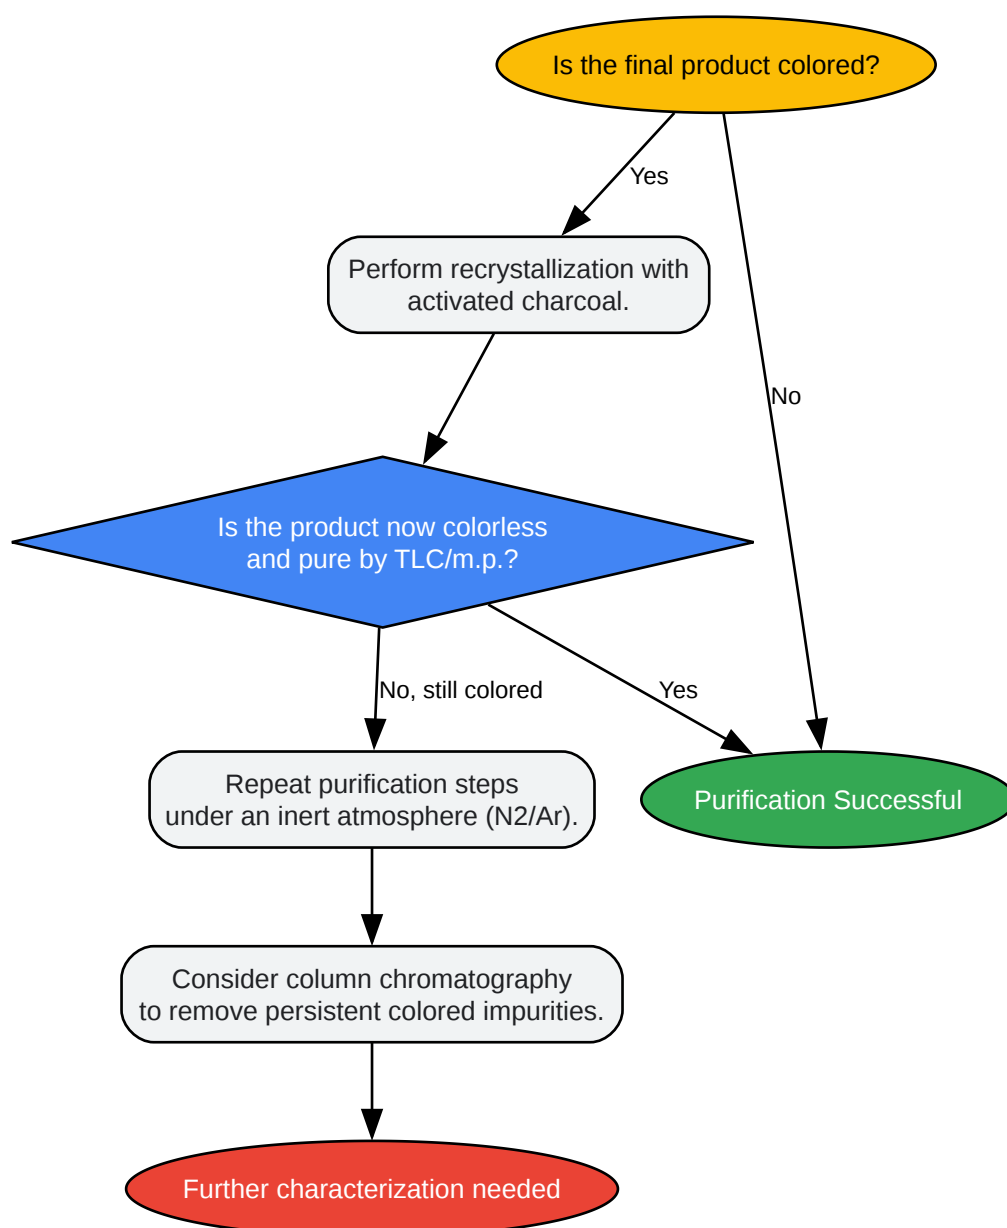 Is the final product colored?
Yes
Perform recrystallization with
activated charcoal.
No
Is the product now colorless
and pure by TLC/m.p.?
No, still colored
Yes
Repeat purification steps
under an inert atmosphere (N2/Ar).
Purification Successful
Consider column chromatography
to remove persistent colored impurities.
Further characterization needed